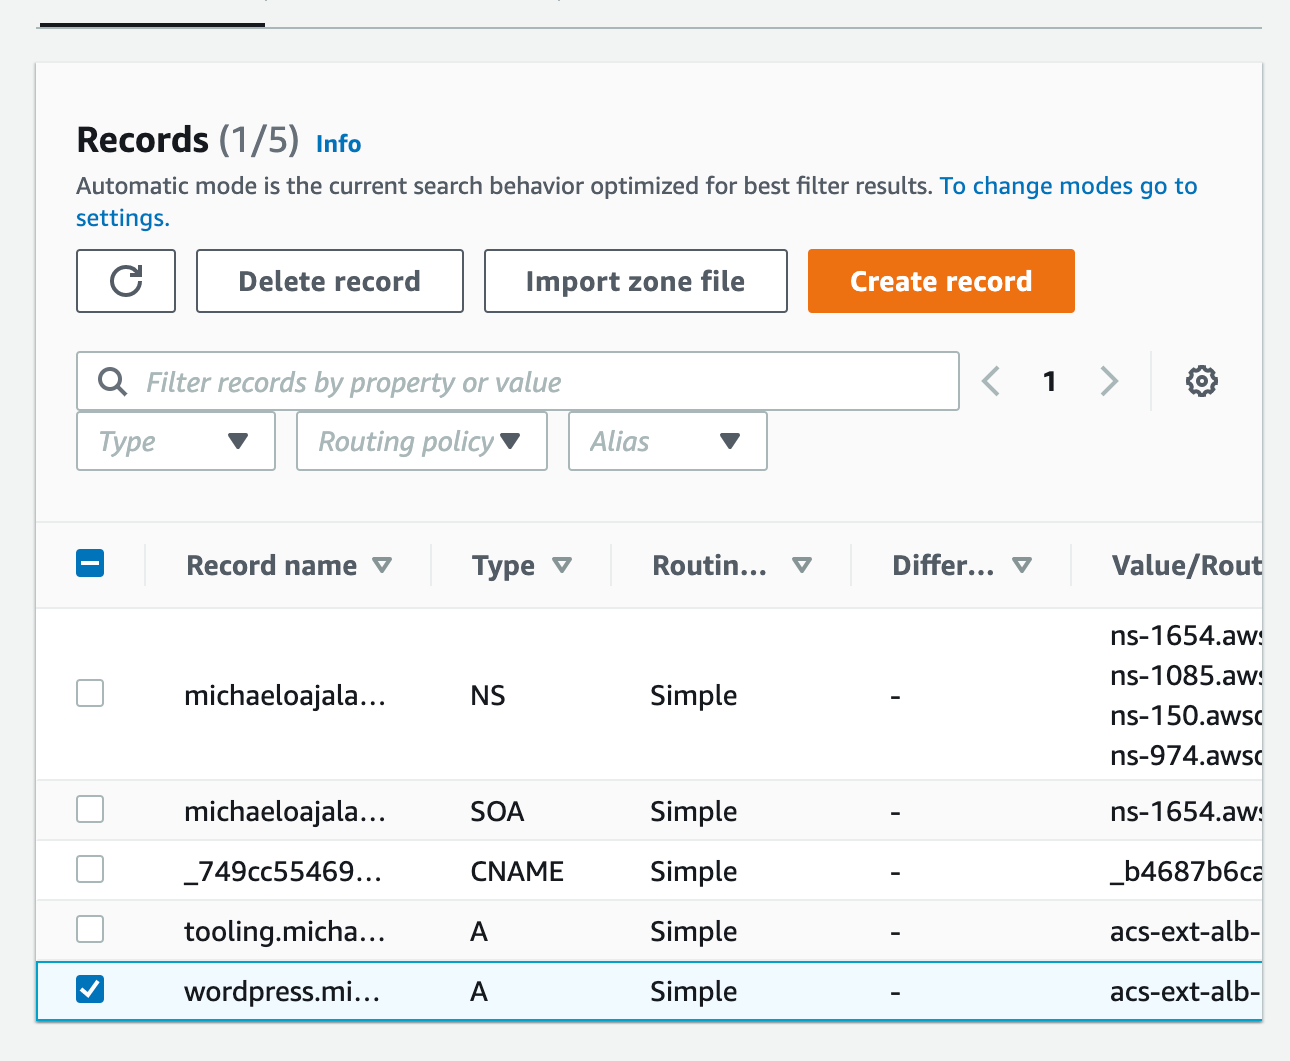 Records (1/5) Info
Automatic mode is the current search behavior optimized for best filter results. To change modes go to
settings.
Delete record Import zone file Create record
Filter records by property or value 1
Type Routing policy Alias
Record name Type Routin... Differ... Value/Rout
ns-1654.aws
ns-1085.aws
michaeloajala... NS Simple -
ns-150.awsd
ns-974.awsd
michaeloajala... SOA Simple - ns-1654.aws
_749cc55469... CNAME Simple - _b4687b6ca
tooling.micha... A Simple - acs-ext-alb-
wordpress.mi... A Simple - acs-ext-alb-